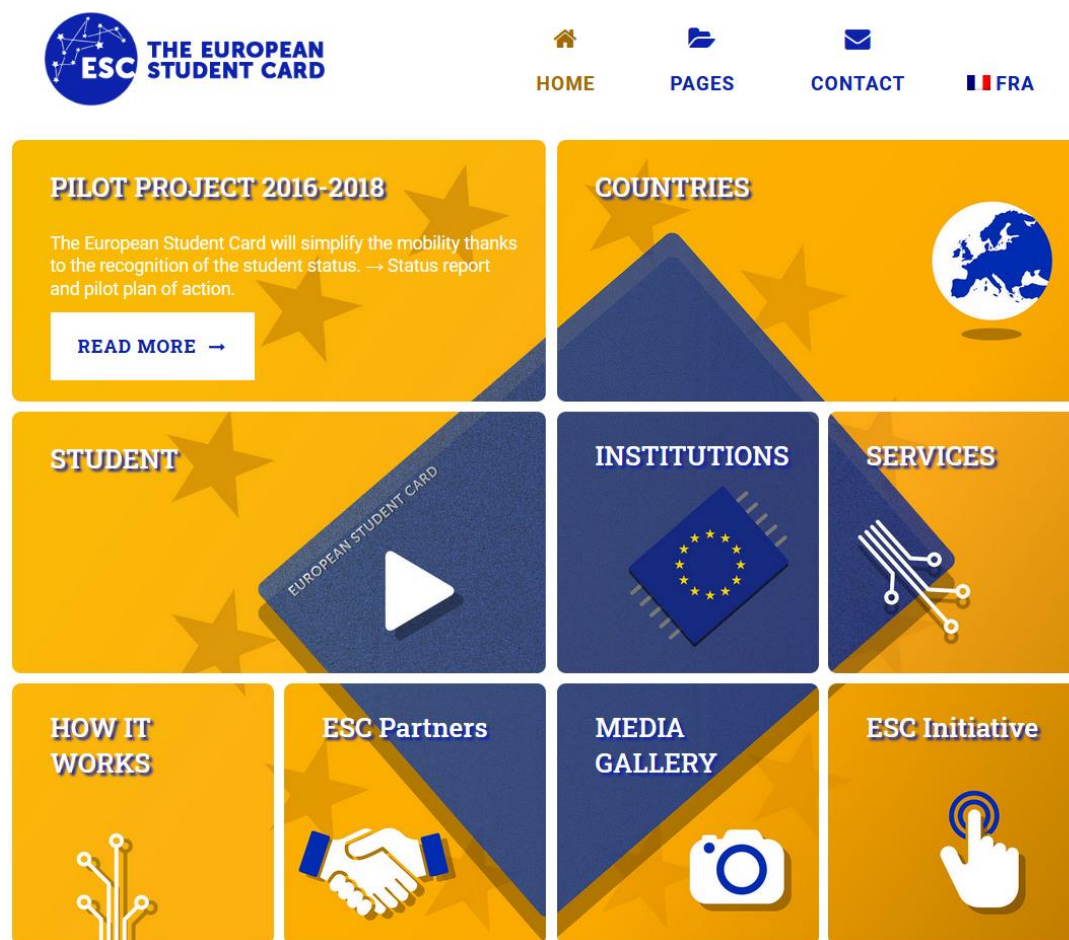 ESC
THE EUROPEAN
STUDENT CARD
HOME
PAGES
CONTACT
FRA
PILOT PROJECT 2016-2018
The European Student Card will simplify the mobility thanks
to the recognition of the student status. → Status report
and pilot plan of action.
READ MORE →
COUNTRIES
STUDENT
EUROPEAN STUDENT CARD
INSTITUTIONS
SERVICES
HOW IT
WORKS
ESC Partners
MEDIA
GALLERY
ESC Initiative